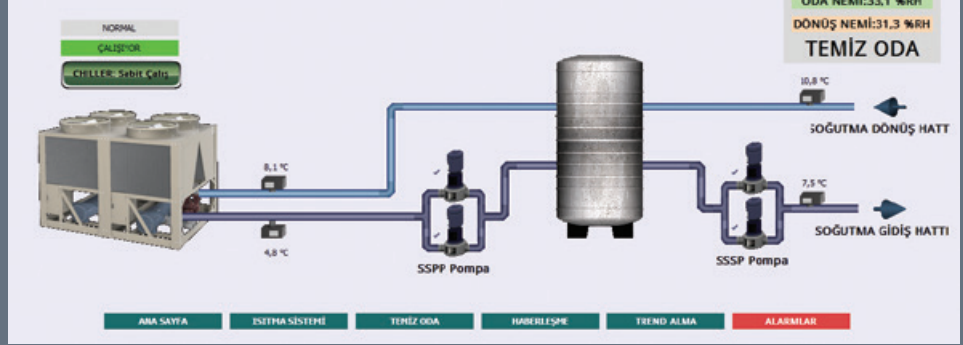 ODA NEMİ:33,1 %RH
DÖNÜŞ NEMİ:31,3 %RH
TEMİZ ODA
NORMAL
ÇALIŞIYOR
CHILLER: Sabit Çalış
10,8 °C
SOĞUTMA DÖNÜŞ HATT
8,1 °C
7,5 °C
4,8 °C
SOĞUTMA GİDİŞ HATTI
SSPP Pompa
SSSP Pompa
ANA SAYFA
ISITMA SİSTEMİ
TEMİZ ODA
HABERLEŞME
TREND ALMA
ALARMLAR